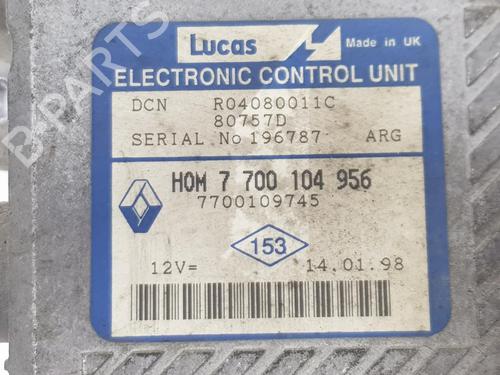 Lucas Made in UK
ELECTRONIC CONTROL UNIT
DCN R04080011C
80757D
SERIAL No 196787 ARG
HOM 7 700 104 956
7700109745
153
12V= 14.01.98